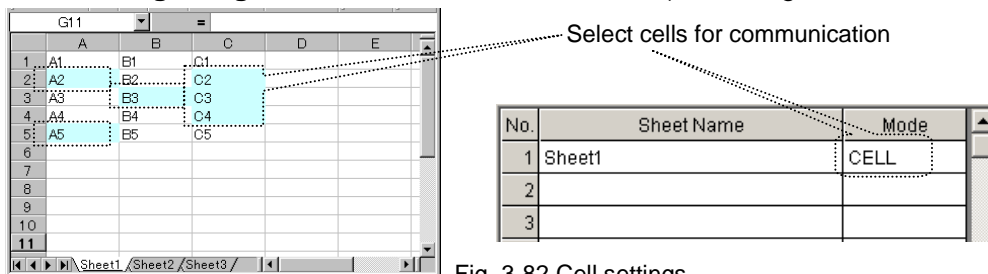 G11 =
A B C D E
1 A1 B1 C1
2 A2 B2 C2
3 A3 B3 C3
4 A4 B4 C4
5 A5 B5 C5
6
7
8
9
10
11
Sheet1 Sheet2 Sheet3
Select cells for communication
No. Sheet Name Mode
1 Sheet1 CELL
2
3
Fig. 3.82 Cell settings